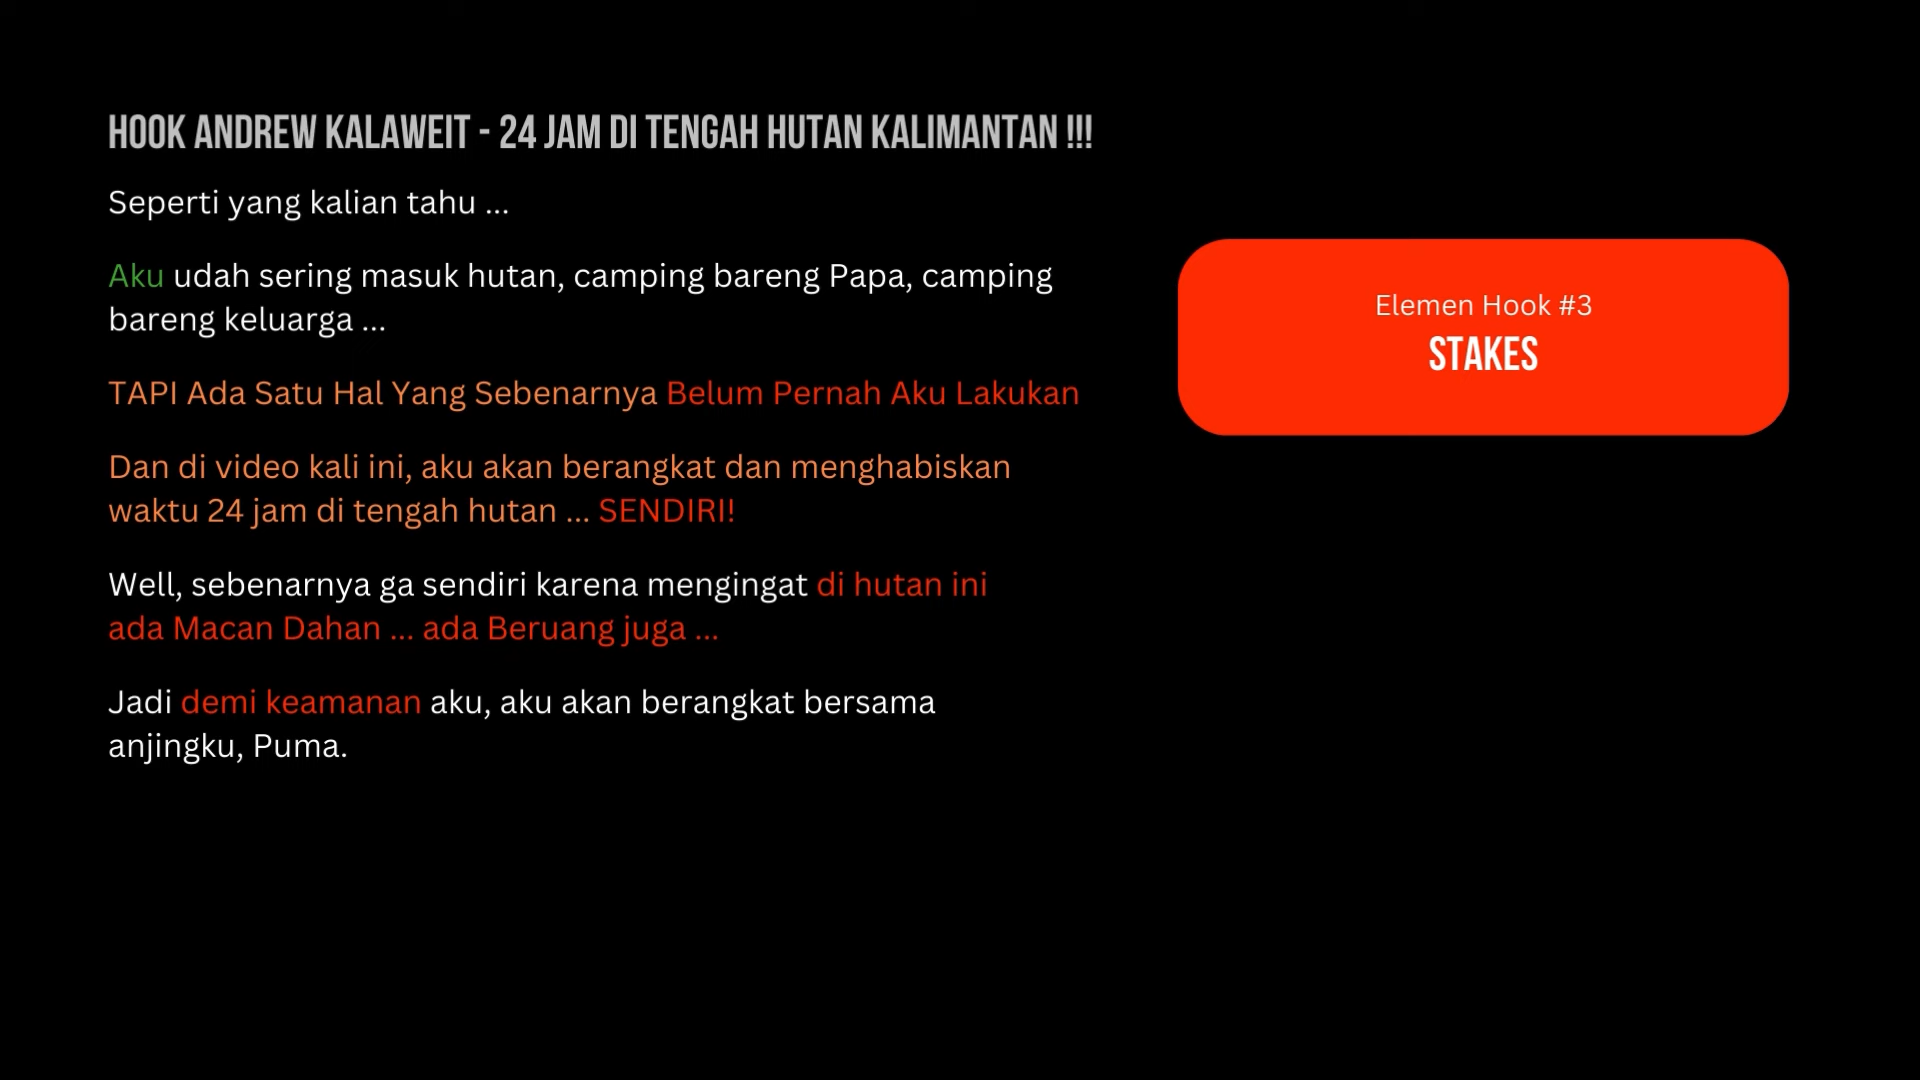 HOOK ANDREW KALAWEIT - 24 JAM DI TENGAH HUTAN KALIMANTAN !!!
Seperti yang kalian tahu ...
Aku udah sering masuk hutan, camping bareng Papa, camping
bareng keluarga ...
TAPI Ada Satu Hal Yang Sebenarnya Belum Pernah Aku Lakukan
Dan di video kali ini, aku akan berangkat dan menghabiskan
waktu 24 jam di tengah hutan ... SENDIRI!
Well, sebenarnya ga sendiri karena mengingat di hutan ini
ada Macan Dahan ... ada Beruang juga ...
Jadi demi keamanan aku, aku akan berangkat bersama
anjingku, Puma.
Elemen Hook #3
STAKES